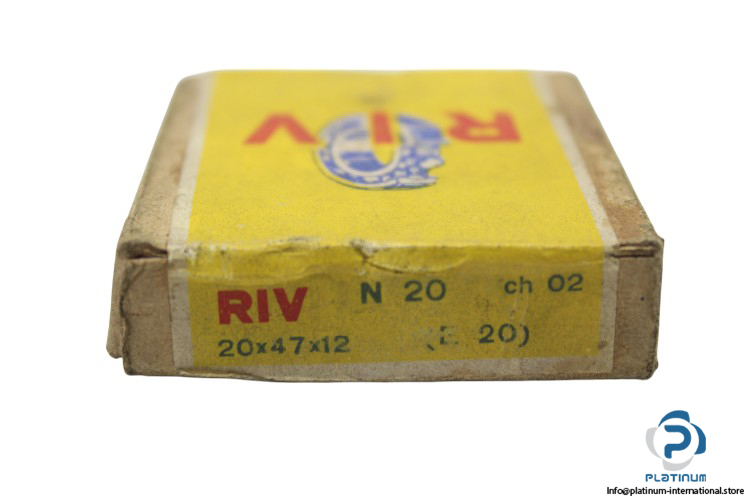 RIV
RIV N 20 ch 02
20x47x12 (E 20)
PLATINUM
Info@platinum-international.store